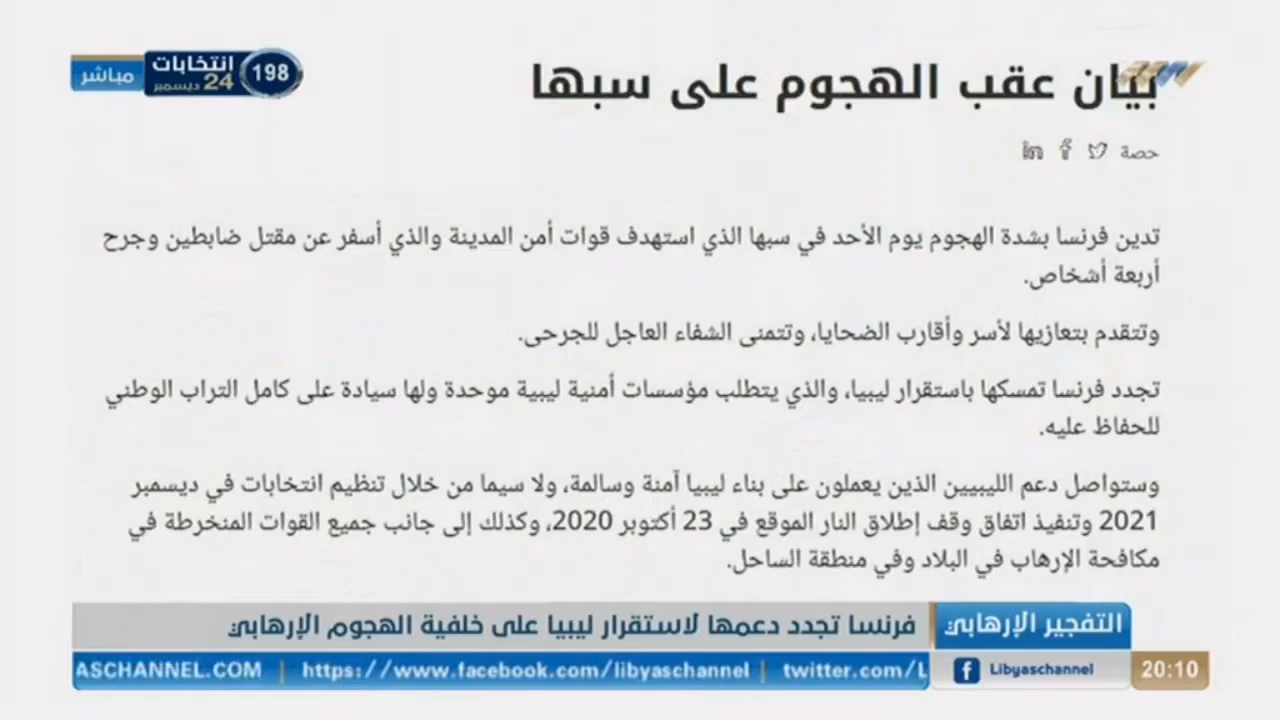 مباشر
انتخابات
24 ديسمبر
198
بيان عقب الهجوم على سبها
حصة
تدين فرنسا بشدة الهجوم يوم الأحد في سبها الذي استهدف قوات أمن المدينة والذي أسفر عن مقتل ضابطين وجرح
أربعة أشخاص.
وتتقدم بتعازيها لأسر وأقارب الضحايا، وتتمنى الشفاء العاجل للجرحى.
تجدد فرنسا تمسكها باستقرار ليبيا، والذي يتطلب مؤسسات أمنية ليبية موحدة ولها سيادة على كامل التراب الوطني
للحفاظ عليه.
وستواصل دعم الليبيين الذين يعملون على بناء ليبيا آمنة وسالمة، ولا سيما من خلال تنظيم انتخابات في ديسمبر
2021 وتنفيذ اتفاق وقف إطلاق النار الموقع في 23 أكتوبر 2020، وكذلك إلى جانب جميع القوات المنخرطة في
مكافحة الإرهاب في البلاد وفي منطقة الساحل.
التفجير الإرهابي
فرنسا تجدد دعمها لاستقرار ليبيا على خلفية الهجوم الإرهابي
ASCHANNEL.COM | https://www.facebook.com/libyaschannel | twitter.com/L
Libyaschannel
20:10